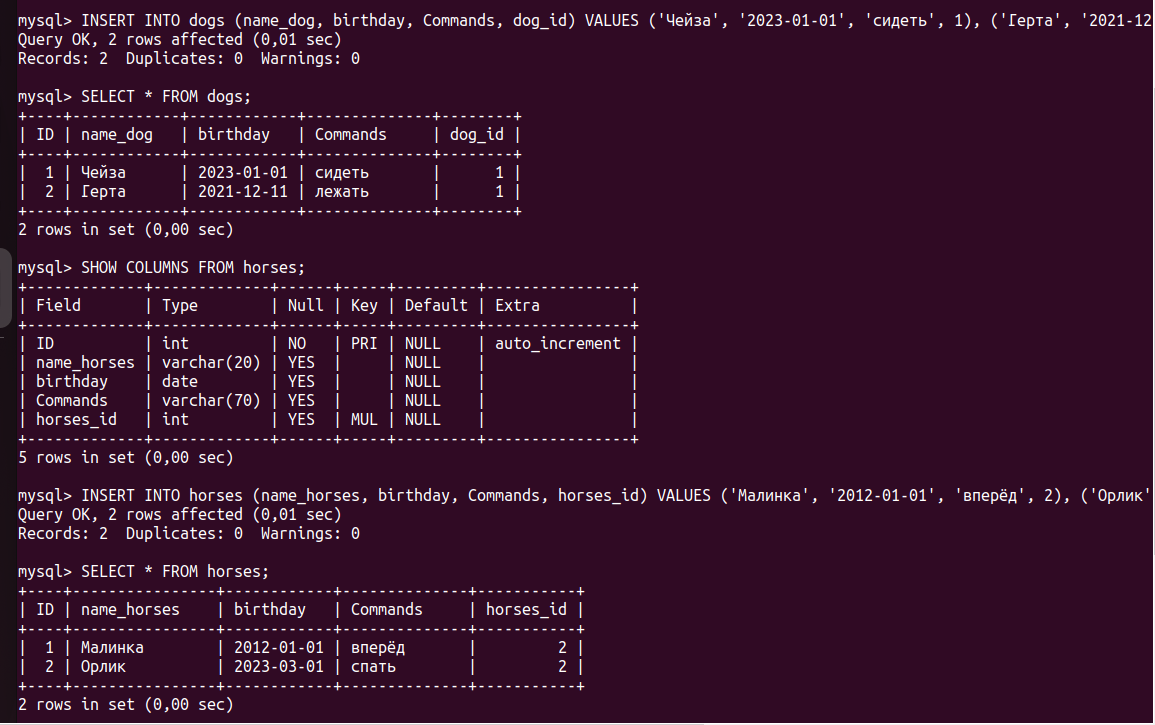 mysql> INSERT INTO dogs (name_dog, birthday, Commands, dog_id) VALUES ('Чейза', '2023-01-01', 'сидеть', 1), ('Герта', '2021-12
Query OK, 2 rows affected (0,01 sec)
Records: 2  Duplicates: 0  Warnings: 0
mysql> SELECT * FROM dogs;
+----+------------+------------+--------------+--------+
| ID | name_dog   | birthday   | Commands     | dog_id |
+----+------------+------------+--------------+--------+
|  1 | Чейза      | 2023-01-01 | сидеть       |      1 |
|  2 | Герта      | 2021-12-11 | лежать       |      1 |
+----+------------+------------+--------------+--------+
2 rows in set (0,00 sec)
mysql> SHOW COLUMNS FROM horses;
+-------------+-------------+------+-----+---------+----------------+
| Field       | Type        | Null | Key | Default | Extra          |
+-------------+-------------+------+-----+---------+----------------+
| ID          | int         | NO   | PRI | NULL    | auto_increment |
| name_horses | varchar(20) | YES  |     | NULL    |                |
| birthday    | date        | YES  |     | NULL    |                |
| Commands    | varchar(70) | YES  |     | NULL    |                |
| horses_id   | int         | YES  | MUL | NULL    |                |
+-------------+-------------+------+-----+---------+----------------+
5 rows in set (0,00 sec)
mysql> INSERT INTO horses (name_horses, birthday, Commands, horses_id) VALUES ('Малинка', '2012-01-01', 'вперёд', 2), ('Орлик'
Query OK, 2 rows affected (0,01 sec)
Records: 2  Duplicates: 0  Warnings: 0
mysql> SELECT * FROM horses;
+----+----------------+------------+--------------+-----------+
| ID | name_horses    | birthday   | Commands     | horses_id |
+----+----------------+------------+--------------+-----------+
|  1 | Малинка        | 2012-01-01 | вперёд       |         2 |
|  2 | Орлик          | 2023-03-01 | спать        |         2 |
+----+----------------+------------+--------------+-----------+
2 rows in set (0,00 sec)